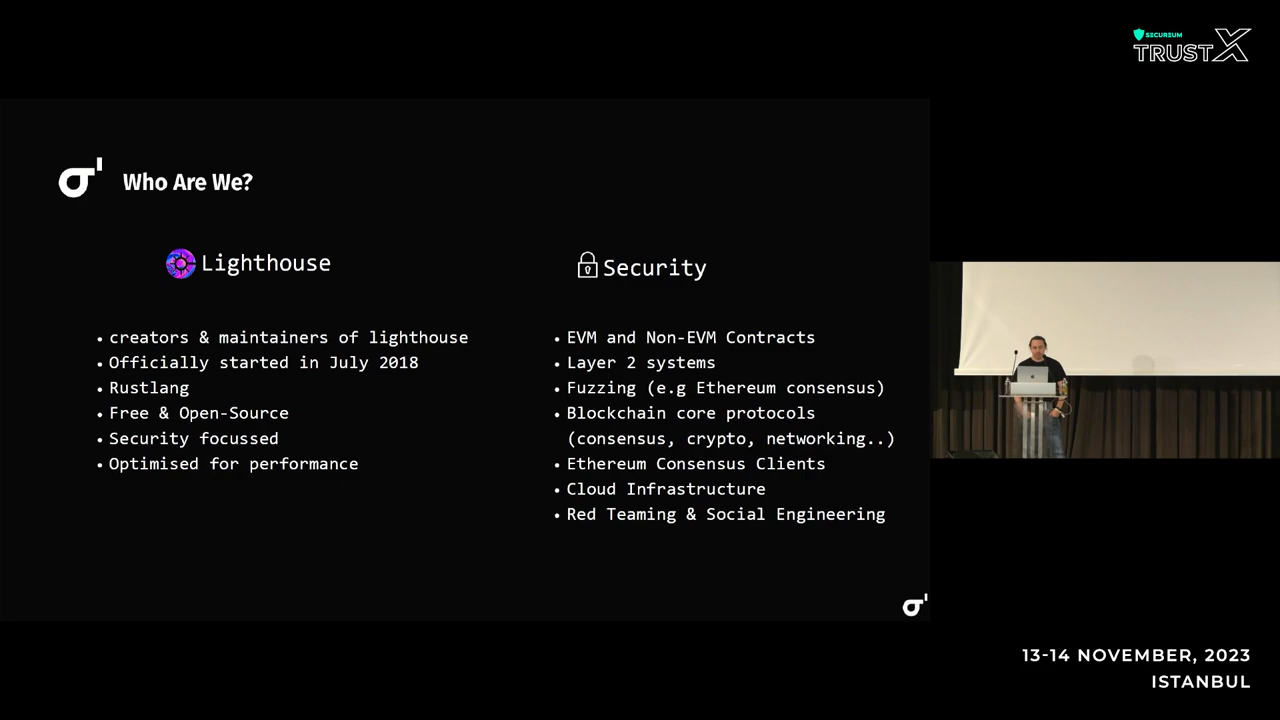 SECUREUM
TRUSTX
σ'
Who Are We?
Lighthouse
• creators & maintainers of lighthouse
• Officially started in July 2018
• Rustlang
• Free & Open-Source
• Security focussed
• Optimised for performance
Security
• EVM and Non-EVM Contracts
• Layer 2 systems
• Fuzzing (e.g Ethereum consensus)
• Blockchain core protocols
(consensus, crypto, networking..)
• Ethereum Consensus Clients
• Cloud Infrastructure
• Red Teaming & Social Engineering
σ'
13-14 NOVEMBER, 2023
ISTANBUL